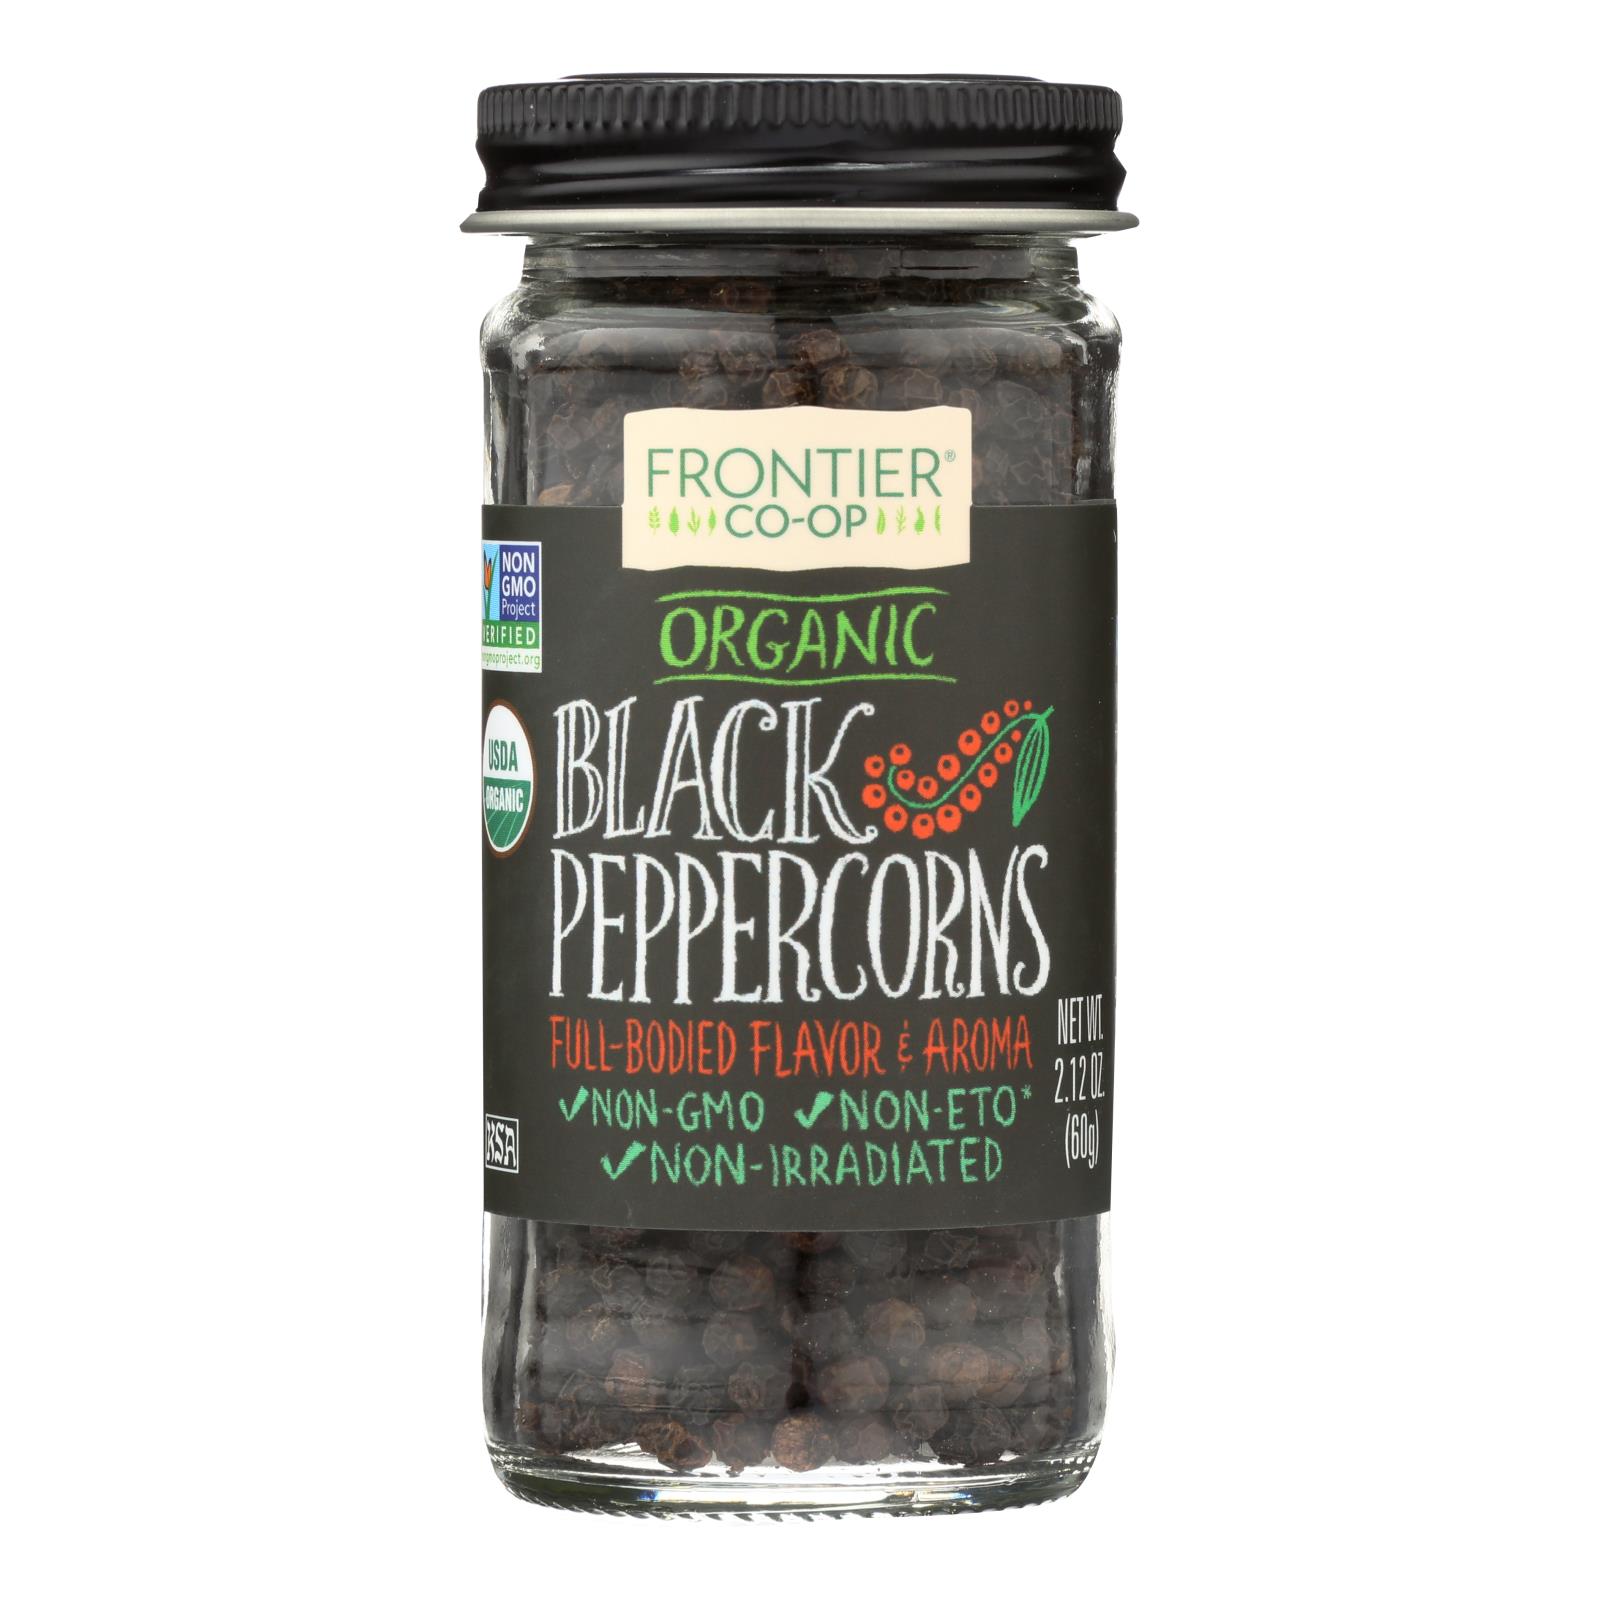 FRONTIER®
CO-OP
ORGANIC
BLACK
PEPPERCORNS
FULL-BODIED FLAVOR & AROMA
✓NON-GMO ✓NON-ETO*
✓NON-IRRADIATED
NON
GMO
Project
VERIFIED
nongmoproject.org
USDA
ORGANIC
KSA
NET WT.
2.12 OZ.
(60g)